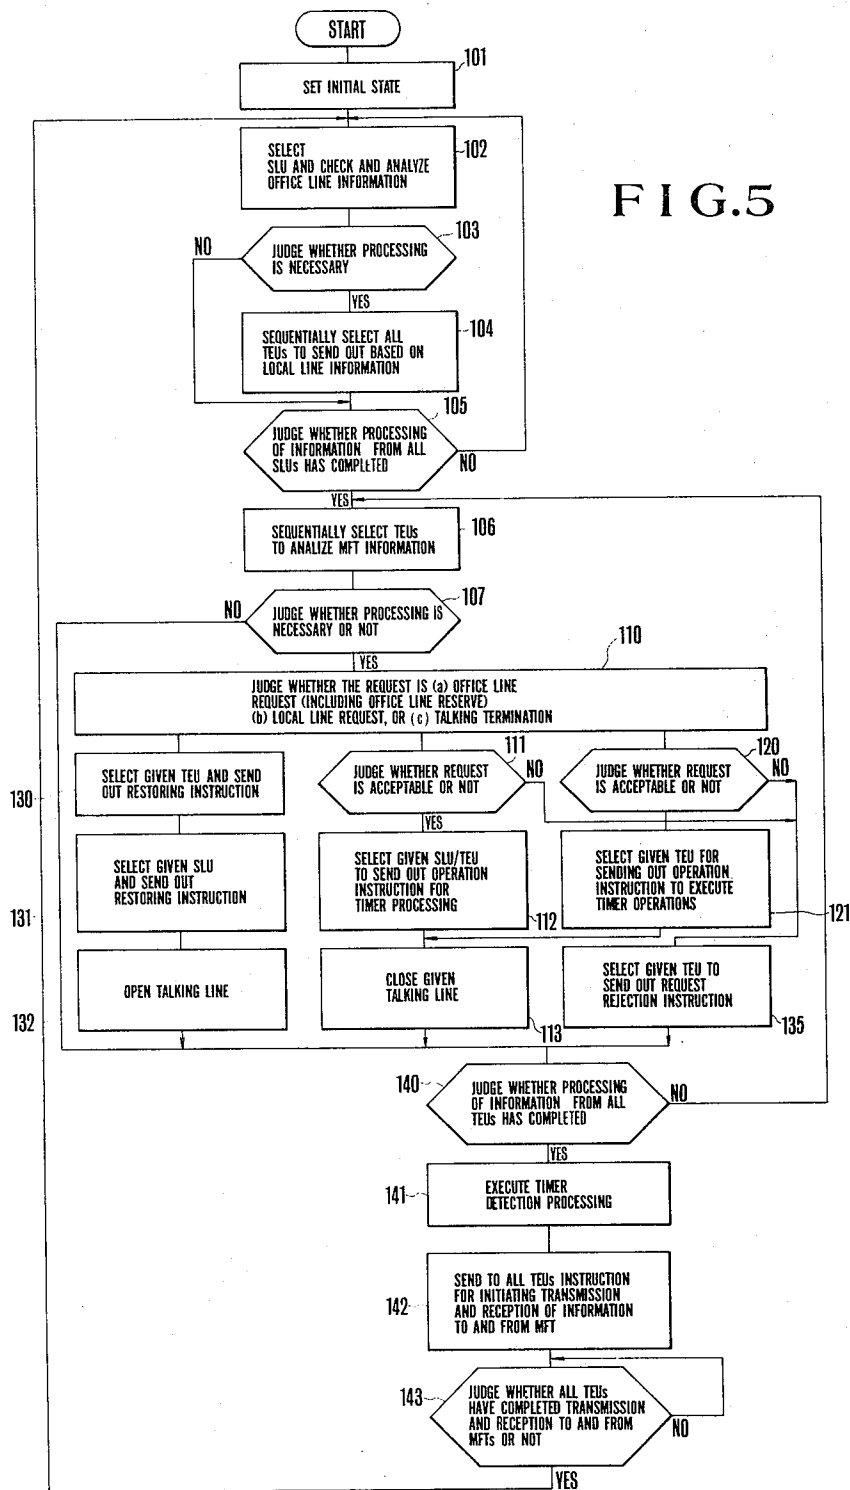 START
101
SET INITIAL STATE
SELECT
SLU AND CHECK AND ANALYZE
OFFICE LINE INFORMATION
102
FIG.5
103
NO
JUDGE WHETHER PROCESSING
IS NECESSARY
YES
104
SEQUENTIALLY SELECT ALL
TEUs TO SEND OUT BASED ON
LOCAL LINE INFORMATION
105
JUDGE WHETHER PROCESSING
OF INFORMATION FROM ALL
SLUs HAS COMPLETED
NO
YES
SEQUENTIALLY SELECT TEUs
TO ANALIZE MFT INFORMATION
106
NO
107
JUDGE WHETHER PROCESSING IS
NECESSARY OR NOT
YES
110
JUDGE WHETHER THE REQUEST IS (a) OFFICE LINE
REQUEST (INCLUDING OFFICE LINE RESERVE)
(b) LOCAL LINE REQUEST, OR (c) TALKING TERMINATION
130
SELECT GIVEN TEU AND SEND
OUT RESTORING INSTRUCTION
111
JUDGE WHETHER REQUEST
IS ACCEPTABLE OR NOT
NO
YES
120
JUDGE WHETHER REQUEST
IS ACCEPTABLE OR NOT
NO
131
SELECT GIVEN SLU
AND SEND OUT
RESTORING INSTRUCTION
SELECT GIVEN SLU/TEU
TO SEND OUT OPERATION
INSTRUCTION FOR
TIMER PROCESSING
112
SELECT GIVEN TEU FOR
SENDING OUT OPERATION
INSTRUCTION TO EXECUTE
TIMER OPERATIONS
121
132
OPEN TALKING LINE
CLOSE GIVEN
TALKING LINE
113
SELECT GIVEN TEU TO
SEND OUT REQUEST
REJECTION INSTRUCTION
135
140
JUDGE WHETHER PROCESSING
OF INFORMATION FROM ALL
TEUs HAS COMPLETED
NO
YES
141
EXECUTE TIMER
DETECTION PROCESSING
142
SEND TO ALL TEUs INSTRUCTION
FOR INITIATING TRANSMISSION
AND RECEPTION OF INFORMATION
TO AND FROM MFT
143
JUDGE WHETHER ALL TEUs
HAVE COMPLETED TRANSMISSION
AND RECEPTION TO AND FROM
MFTs OR NOT
NO
YES